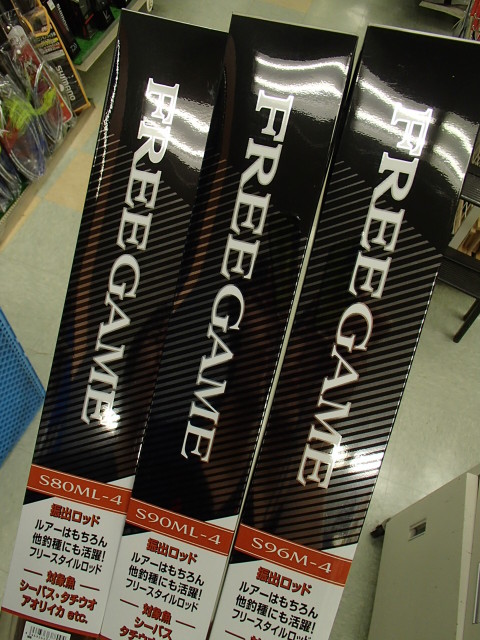 FREE GAME
S80ML-4
振出ロッド
ルアーはもちろん
他釣種にも活躍!
フリースタイルロッド
対象魚
シーバス・タチウオ
アオリイカ etc.
FREE GAME
S90ML-4
振出ロッド
ルアーはもちろん
他釣種にも活躍!
フリースタイルロッド
対象魚
シーバス
FREE GAME
S96M-4
振出ロッド
ルアーはもちろん
他釣種にも活躍!
フリースタイルロッド
対象魚
SHIMANO